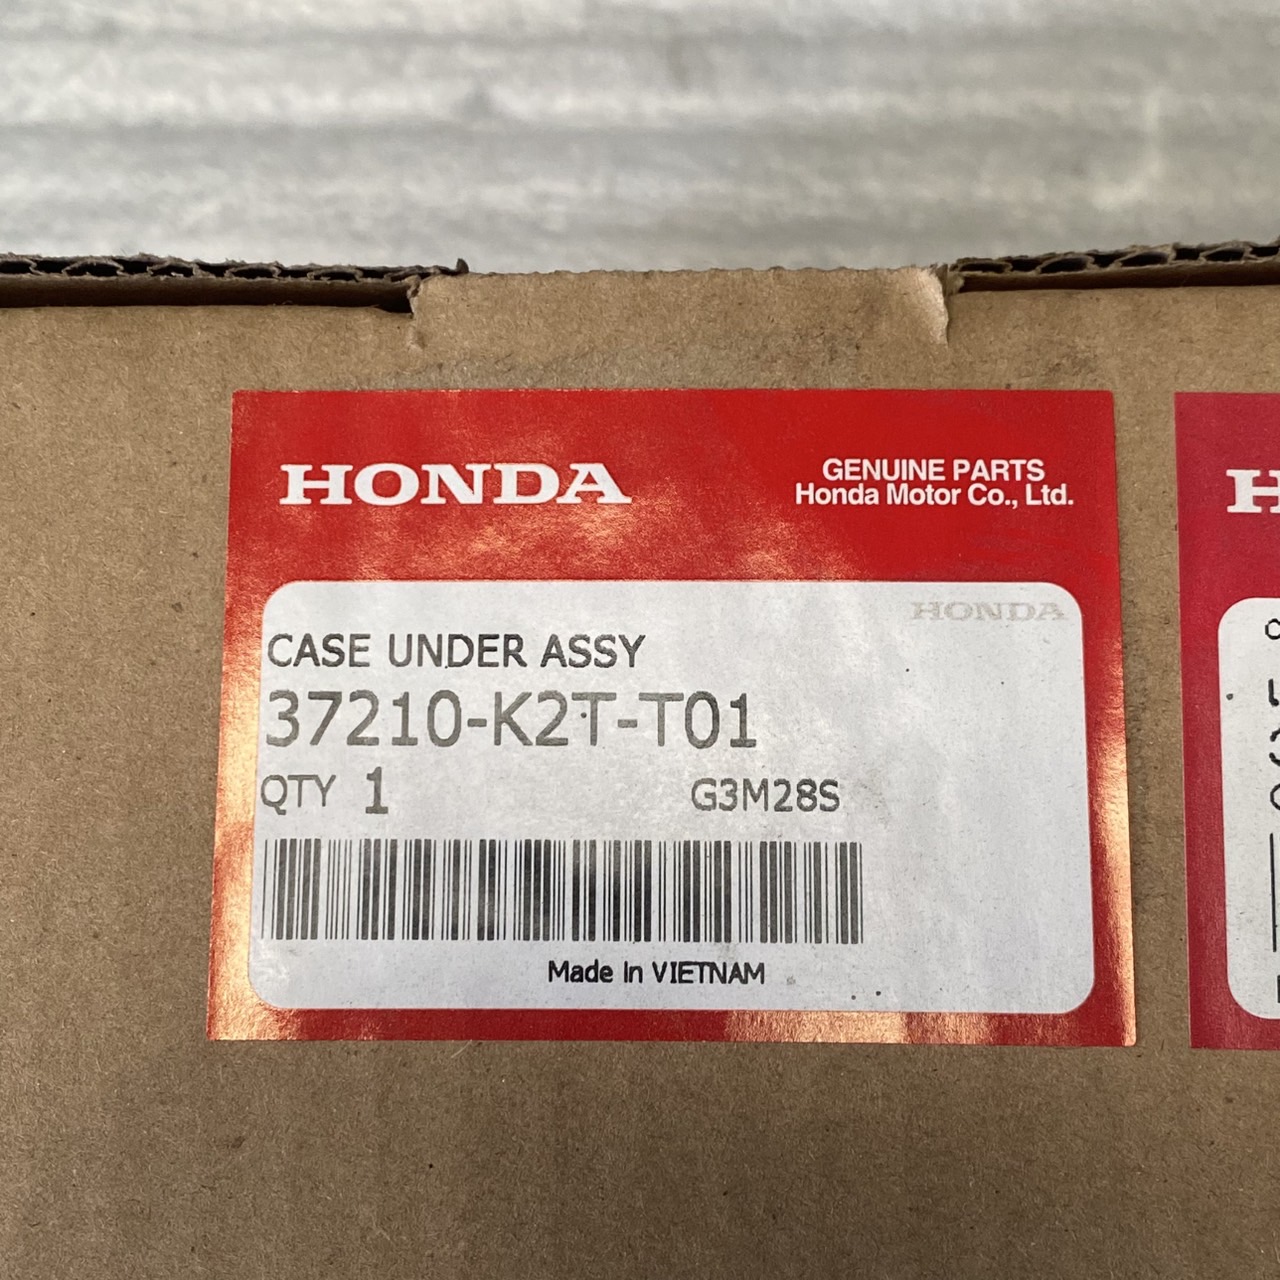 HONDA
GENUINE PARTS
Honda Motor Co., Ltd.
HONDA
CASE UNDER ASSY
37210-K2T-T01
QTY 1 G3M28S
Made in VIETNAM
H